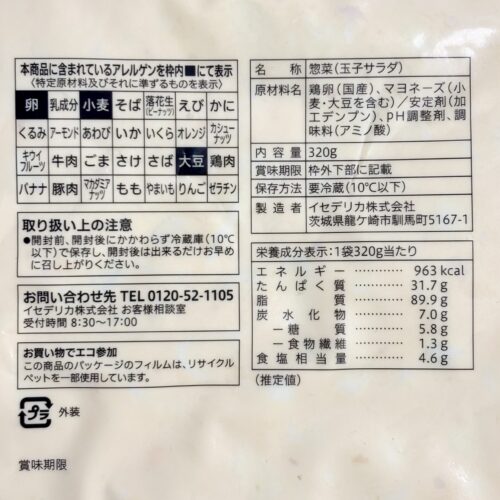 本商品に含まれているアレルゲンを枠内■にて表示
(特定原材料及びそれに準ずるものを表示)
卵 乳成分 小麦 そば 落花生(ピーナッツ) えび かに
くるみ アーモンド あわび いか いくら オレンジ カシューナッツ
キウイフルーツ 牛肉 ごま さけ さば 大豆 鶏肉
バナナ 豚肉 マカダミアナッツ もも やまいも りんご ゼラチン
取り扱い上の注意
●開封前、開封後にかかわらず冷蔵庫(10℃
以下)で保存し、開封後は出来るだけお早め
に召し上がりください。
お問い合わせ先 TEL 0120-52-1105
イセデリカ株式会社 お客様相談室
受付時間 8:30〜17:00
お買い物でエコ参加
この商品のパッケージのフィルムは、リサイクル
ペットを一部使用しています。
プラ 外装
賞味期限
名称 惣菜(玉子サラダ)
原材料名 鶏卵(国産)、マヨネーズ(小
麦・大豆を含む)/安定剤(加
工デンプン)、pH調整剤、調
味料(アミノ酸)
内容量 320g
賞味期限 枠外下部に記載
保存方法 要冷蔵(10℃以下)
製造者 イセデリカ株式会社
茨城県龍ケ崎市馴馬町5167-1
栄養成分表示:1袋320g当たり
エネルギー ……… 963 kcal
たんぱく質 ……… 31.7 g
脂質 ……… 89.9 g
炭水化物 ……… 7.0 g
―糖質 ……… 5.8 g
―食物繊維 ……… 1.3 g
食塩相当量 ……… 4.6 g
(推定値)